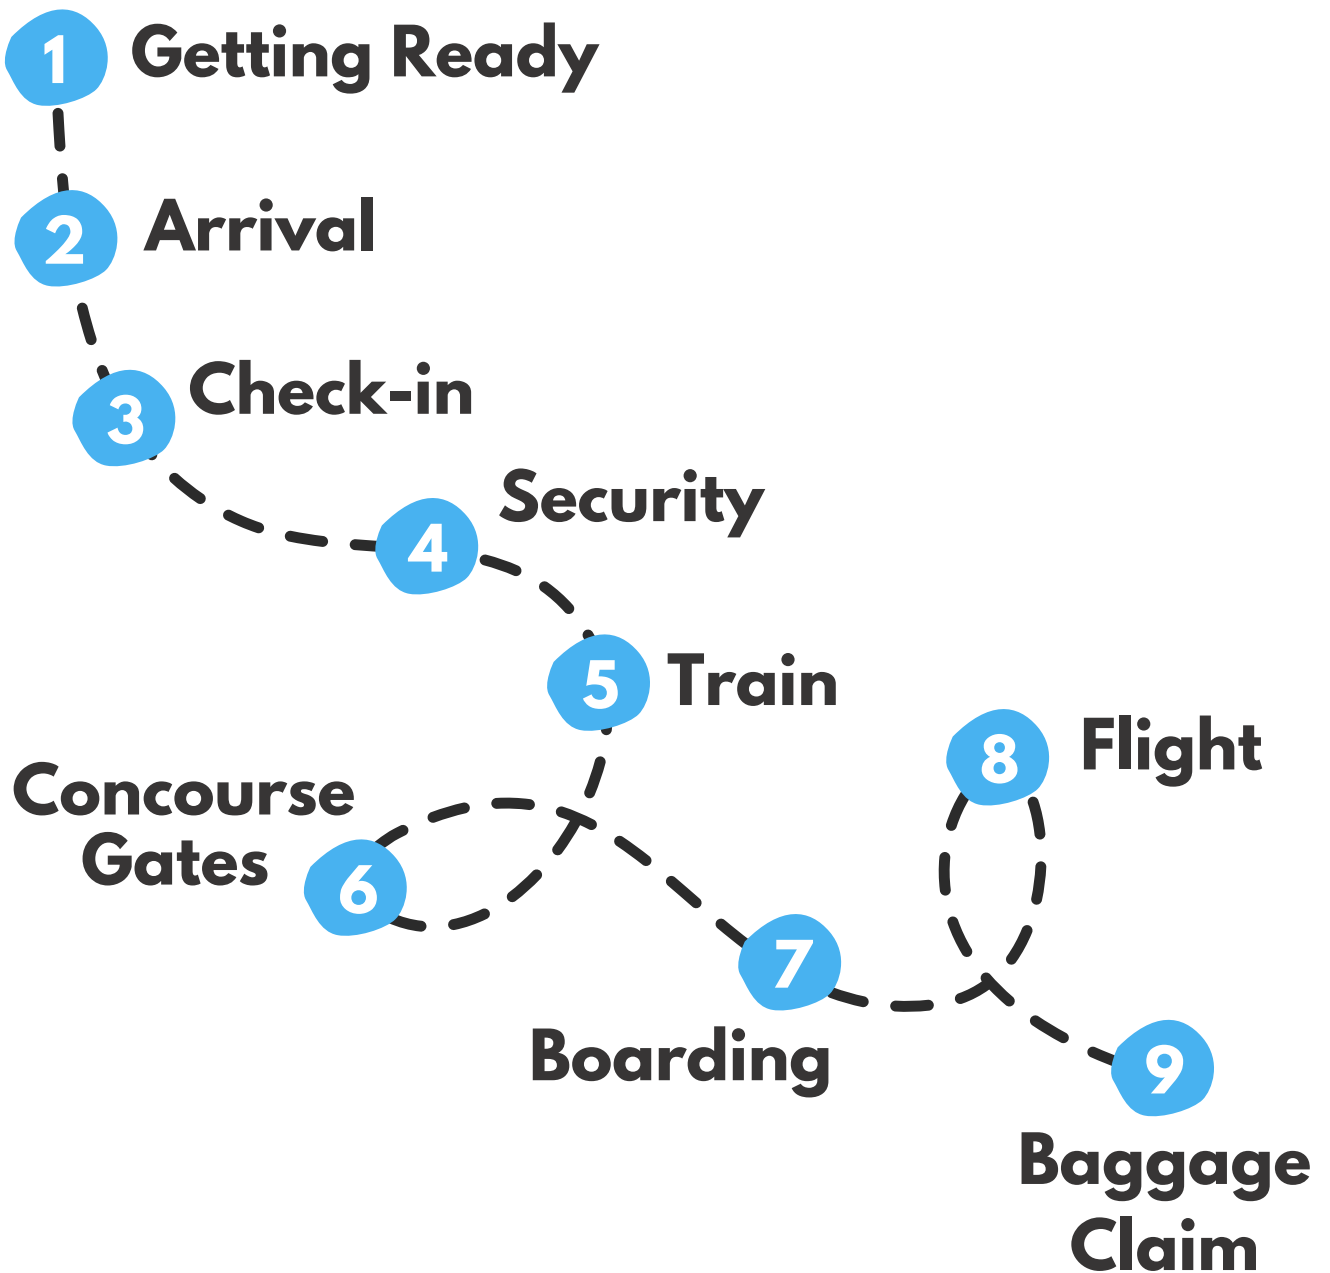 1 Getting Ready
2 Arrival
3 Check-in
4 Security
5 Train
6 Concourse
Gates
7 Boarding
8 Flight
9 Baggage
Claim